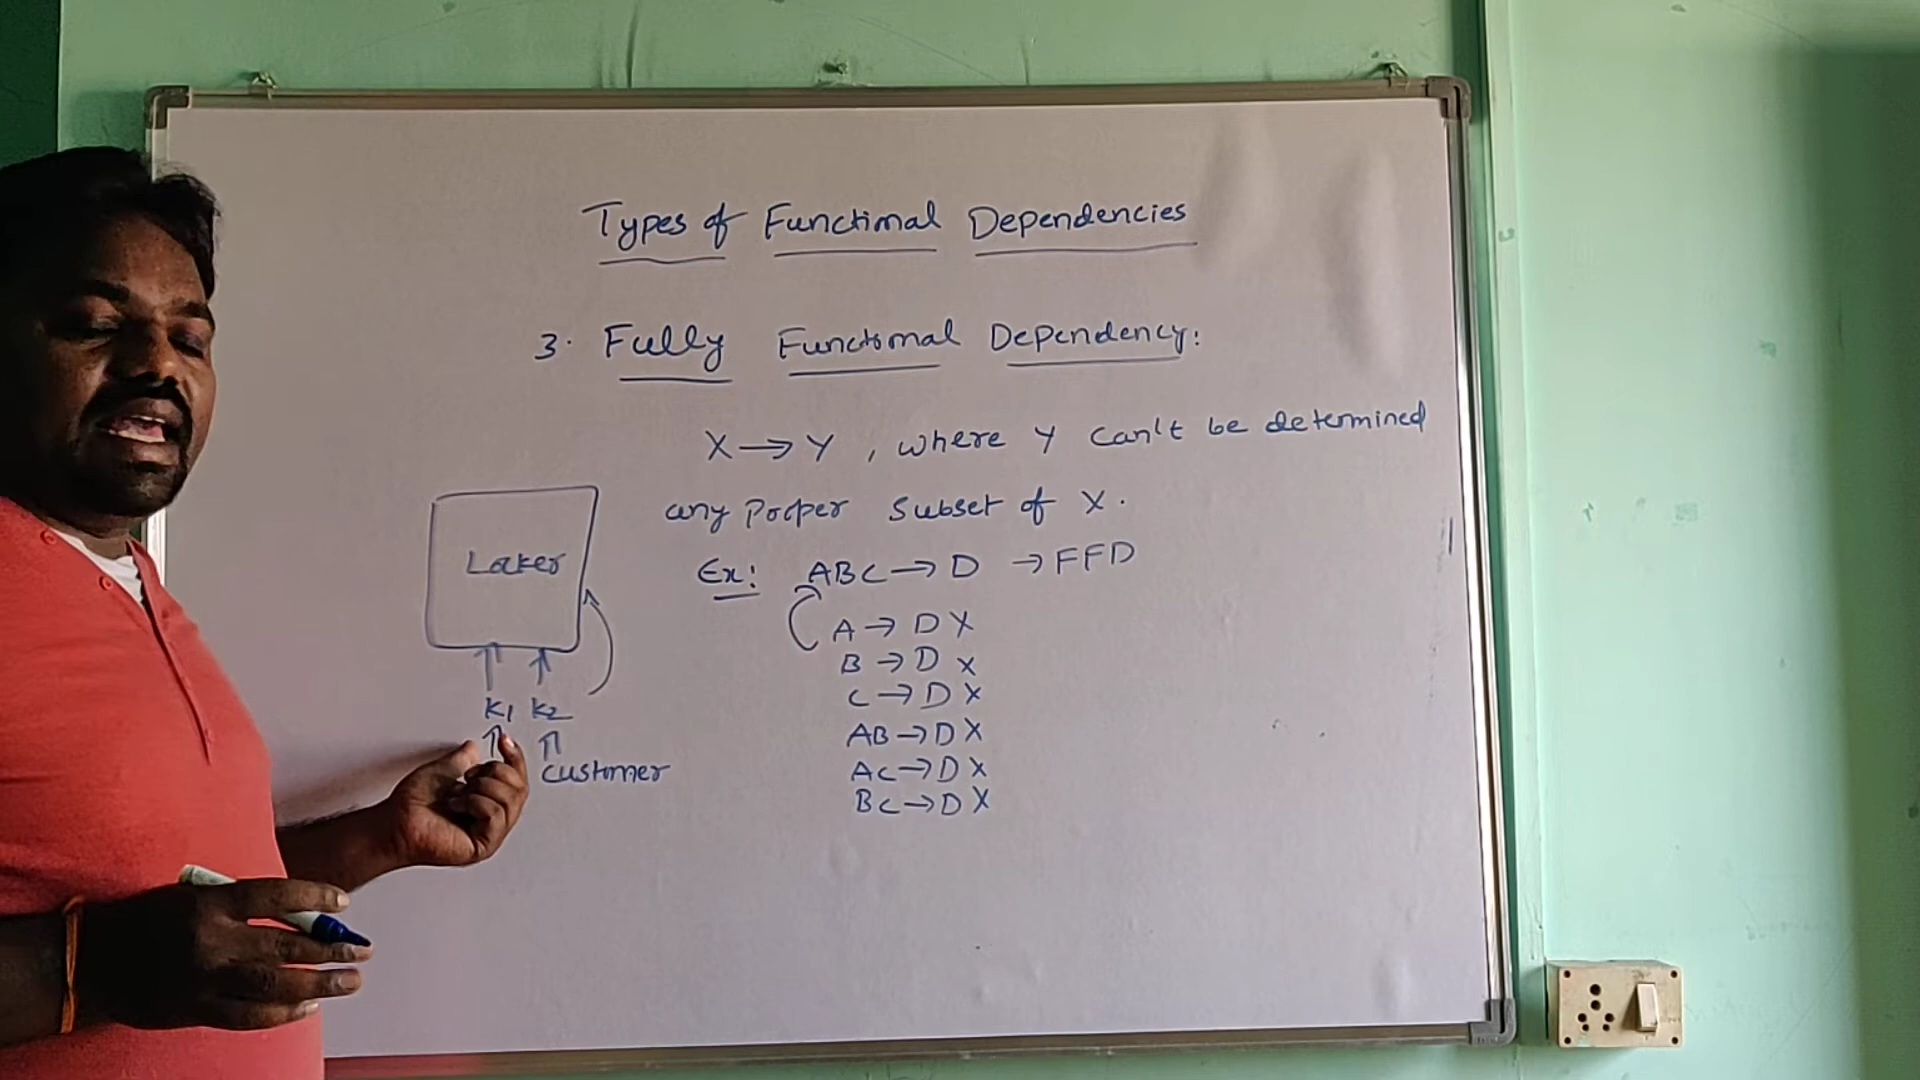 Types of Functional Dependencies
3. Fully Functional Dependency:
X → Y , where Y can't be determined
any Proper Subset of X.
Ex: ABC → D → FFD
A → D X
B → D X
C → D X
AB → D X
AC → D X
BC → D X
Locker
K1 K2
Customer